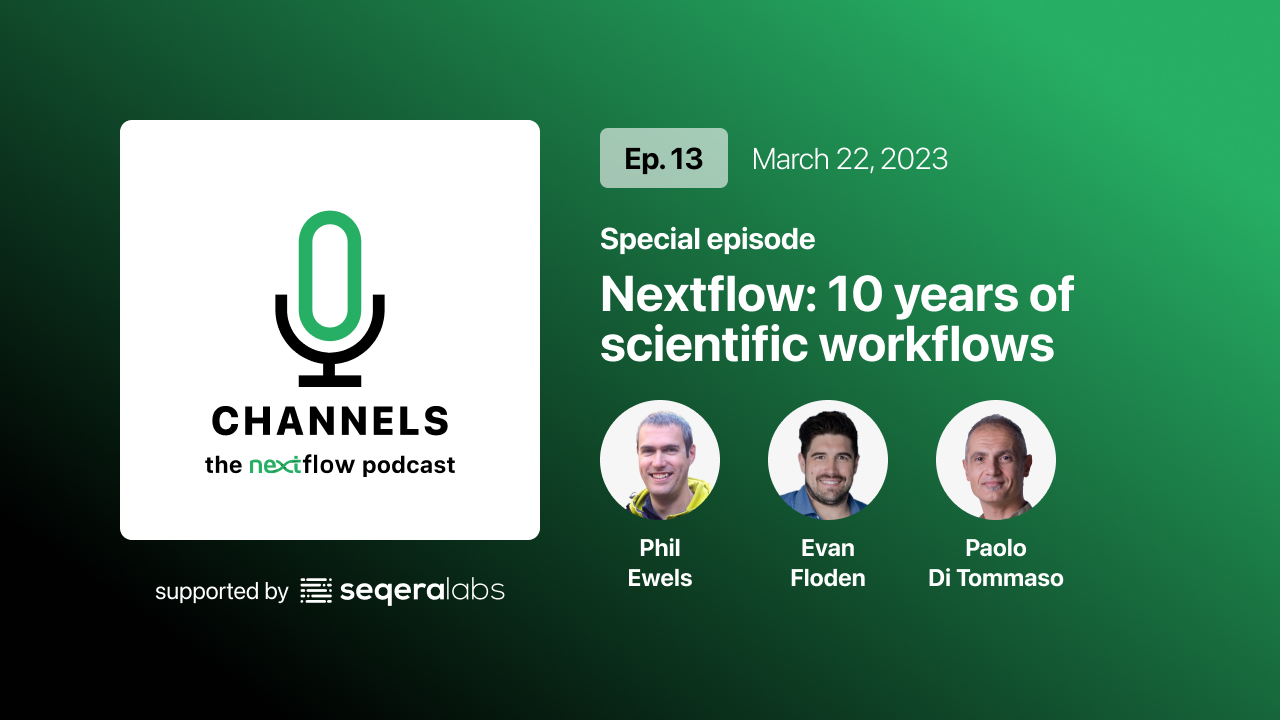 CHANNELS
the nextflow podcast
supported by seqeralabs
Ep. 13
March 22, 2023
Special episode
Nextflow: 10 years of
scientific workflows
Phil
Ewels
Evan
Floden
Paolo
Di Tommaso